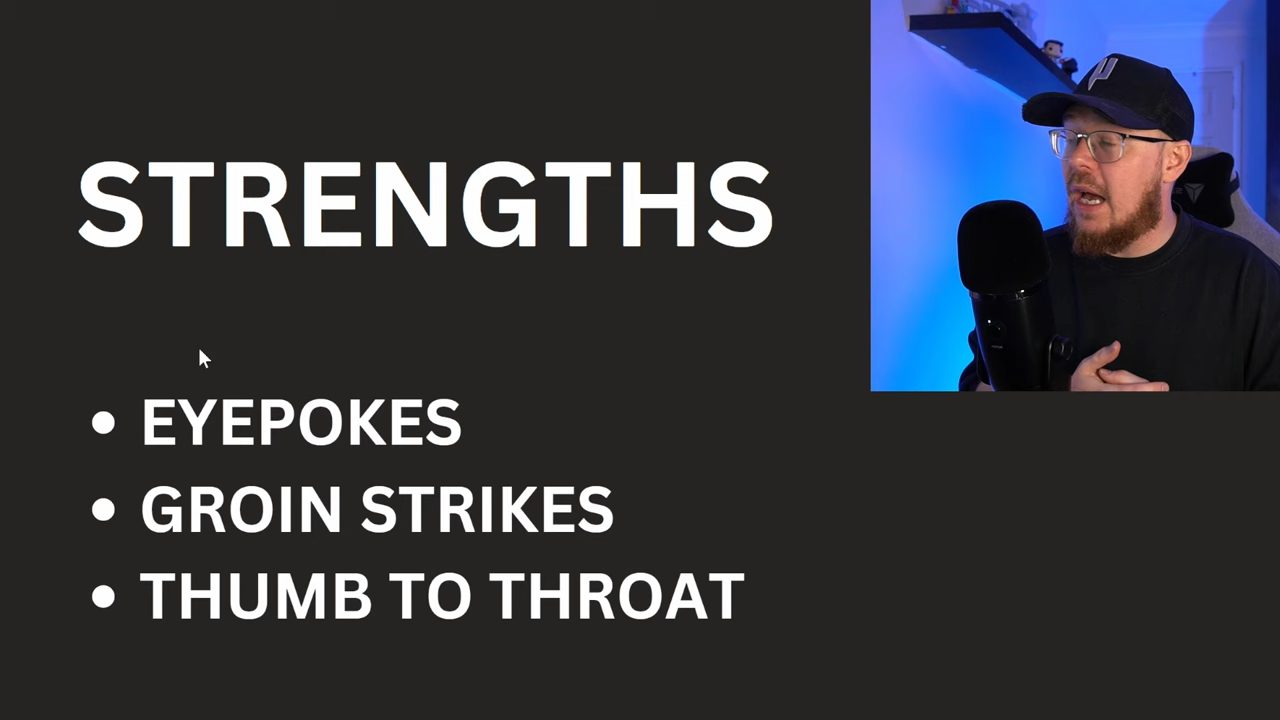 STRENGTHS
• EYEPOKES
• GROIN STRIKES
• THUMB TO THROAT